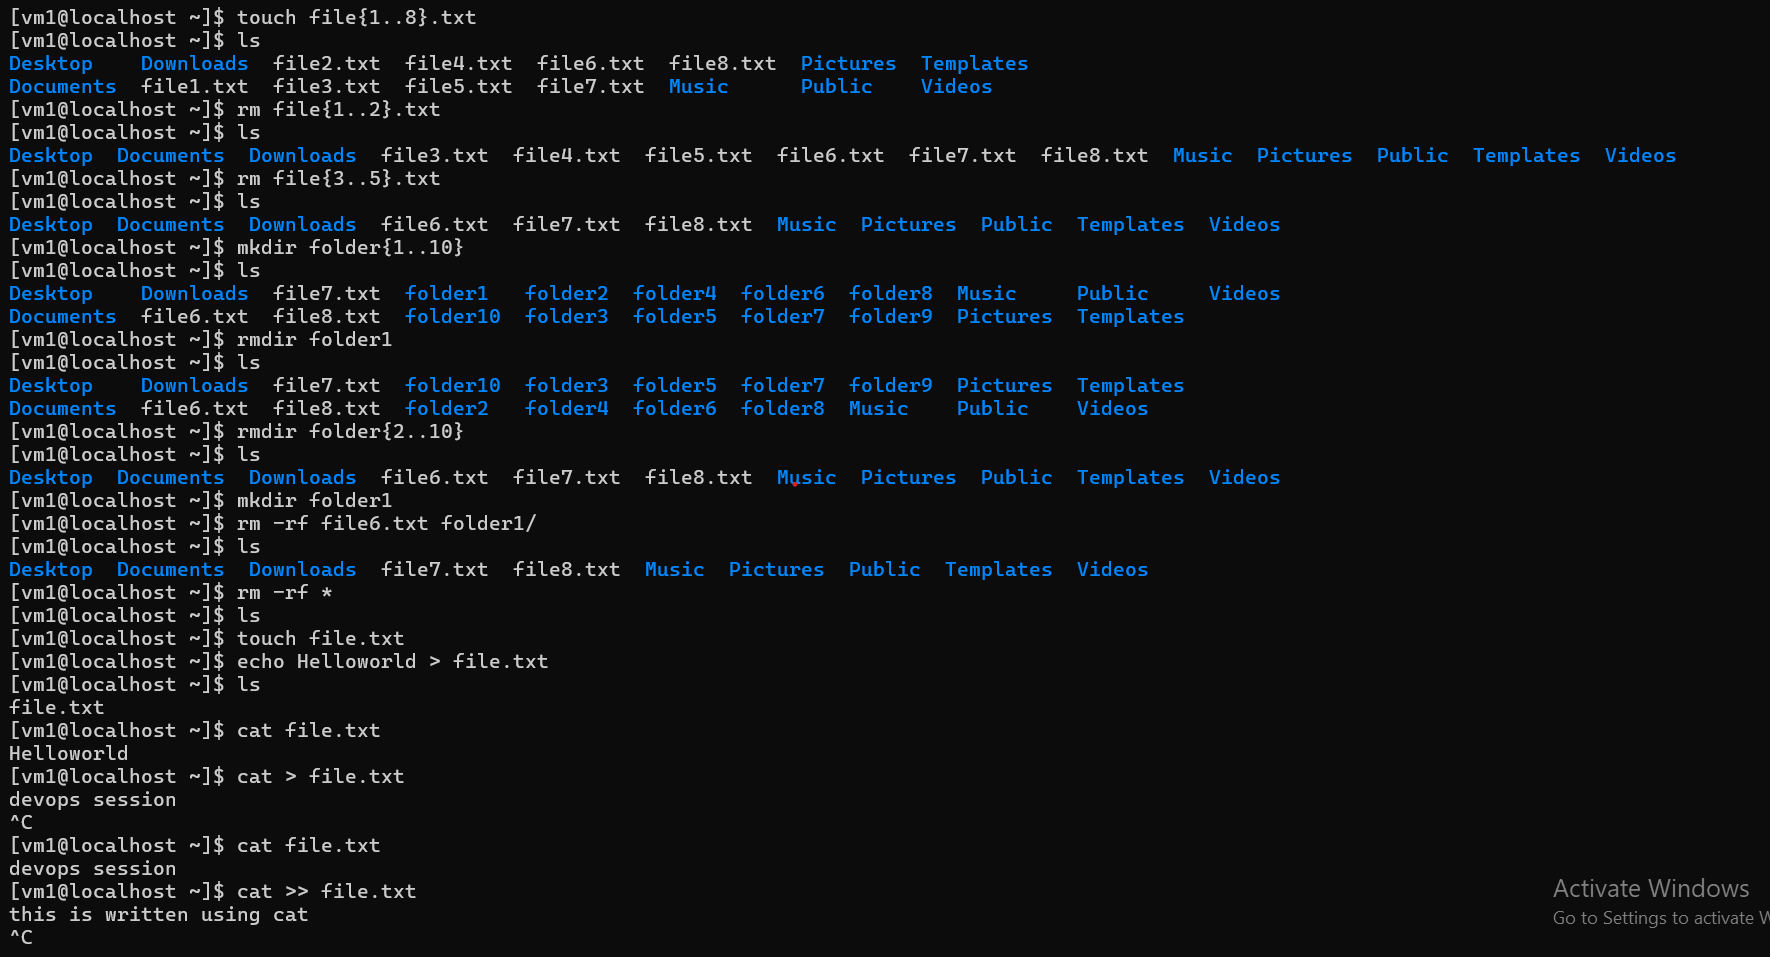 [vm1@localhost ~]$ touch file{1..8}.txt
[vm1@localhost ~]$ ls
Desktop    Downloads  file2.txt  file4.txt  file6.txt  file8.txt  Pictures  Templates
Documents  file1.txt  file3.txt  file5.txt  file7.txt  Music      Public    Videos
[vm1@localhost ~]$ rm file{1..2}.txt
[vm1@localhost ~]$ ls
Desktop  Documents  Downloads  file3.txt  file4.txt  file5.txt  file6.txt  file7.txt  file8.txt  Music  Pictures  Public  Templates  Videos
[vm1@localhost ~]$ rm file{3..5}.txt
[vm1@localhost ~]$ ls
Desktop  Documents  Downloads  file6.txt  file7.txt  file8.txt  Music  Pictures  Public  Templates  Videos
[vm1@localhost ~]$ mkdir folder{1..10}
[vm1@localhost ~]$ ls
Desktop    Downloads  file7.txt  folder1   folder2  folder4  folder6  folder8  Music     Public     Videos
Documents  file6.txt  file8.txt  folder10  folder3  folder5  folder7  folder9  Pictures  Templates
[vm1@localhost ~]$ rmdir folder1
[vm1@localhost ~]$ ls
Desktop    Downloads  file7.txt  folder10  folder3  folder5  folder7  folder9  Pictures  Templates
Documents  file6.txt  file8.txt  folder2   folder4  folder6  folder8  Music    Public    Videos
[vm1@localhost ~]$ rmdir folder{2..10}
[vm1@localhost ~]$ ls
Desktop  Documents  Downloads  file6.txt  file7.txt  file8.txt  Music  Pictures  Public  Templates  Videos
[vm1@localhost ~]$ mkdir folder1
[vm1@localhost ~]$ rm -rf file6.txt folder1/
[vm1@localhost ~]$ ls
Desktop  Documents  Downloads  file7.txt  file8.txt  Music  Pictures  Public  Templates  Videos
[vm1@localhost ~]$ rm -rf *
[vm1@localhost ~]$ ls
[vm1@localhost ~]$ touch file.txt
[vm1@localhost ~]$ echo Helloworld > file.txt
[vm1@localhost ~]$ ls
file.txt
[vm1@localhost ~]$ cat file.txt
Helloworld
[vm1@localhost ~]$ cat > file.txt
devops session
^C
[vm1@localhost ~]$ cat file.txt
devops session
[vm1@localhost ~]$ cat >> file.txt
this is written using cat
^C
Activate Windows
Go to Settings to activate W